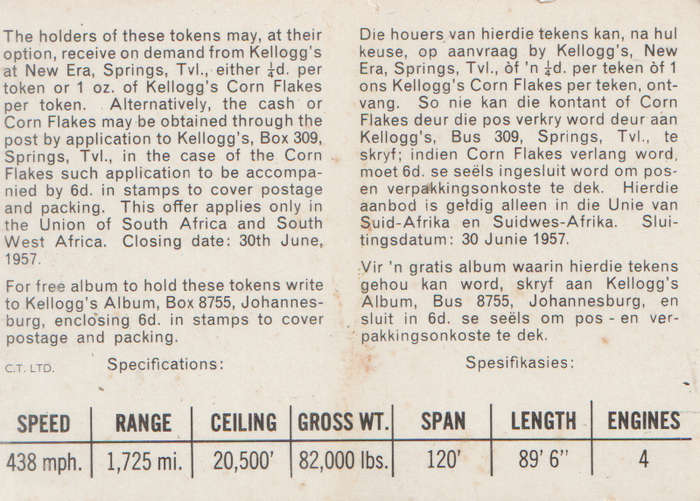 The holders of these tokens may, at their
option, receive on demand from Kellogg's
at New Era, Springs, Tvl., either ¼d. per
token or 1 oz. of Kellogg's Corn Flakes
per token. Alternatively, the cash or
Corn Flakes may be obtained through the
post by application to Kellogg's, Box 309,
Springs, Tvl., in the case of the Corn
Flakes such application to be accompa-
nied by 6d. in stamps to cover postage
and packing. This offer applies only in
the Union of South Africa and South
West Africa. Closing date: 30th June,
1957.
For free album to hold these tokens write
to Kellogg's Album, Box 8755, Johannes-
burg, enclosing 6d. in stamps to cover
postage and packing.
C.T. LTD. Specifications:
Die houers van hierdie tekens kan, na hul
keuse, op aanvraag by Kellogg's, New
Era, Springs, Tvl., òf 'n ¼d. per teken òf 1
ons Kellogg's Corn Flakes per teken, ont-
vang. So nie kan die kontant of Corn
Flakes deur die pos verkry word deur aan
Kellogg's, Bus 309, Springs, Tvl., te
skryf; indien Corn Flakes verlang word,
moet 6d. se seëls ingesluit word om pos-
en verpakkingsonkoste te dek. Hierdie
aanbod is geldig alleen in die Unie van
Suid-Afrika en Suidwes-Afrika. Slui-
tingsdatum: 30 Junie 1957.
Vir 'n gratis album waarin hierdie tekens
gehou kan word, skryf aan Kellogg's
Album, Bus 8755, Johannesburg, en
sluit in 6d. se seëls om pos - en ver-
pakkingsonkoste te dek.
Spesifikasies:
SPEED RANGE CEILING GROSS WT. SPAN LENGTH ENGINES
438 mph. 1,725 mi. 20,500' 82,000 lbs. 120' 89' 6" 4